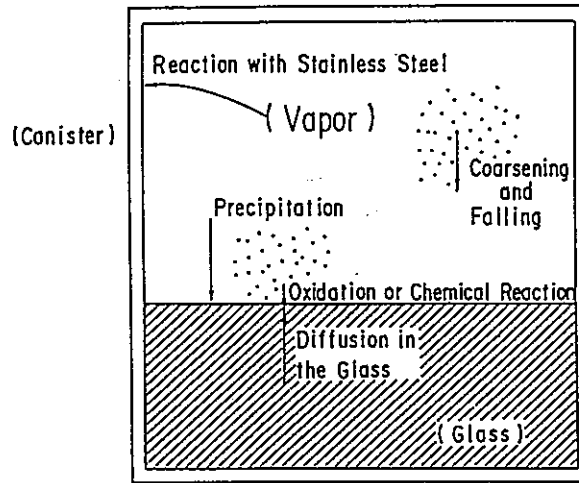 Reaction with Stainless Steel
(Canister)
(Vapor)
Coarsening
and
Falling
Precipitation
Oxidation or Chemical Reaction
Diffusion in
the Glass
(Glass)